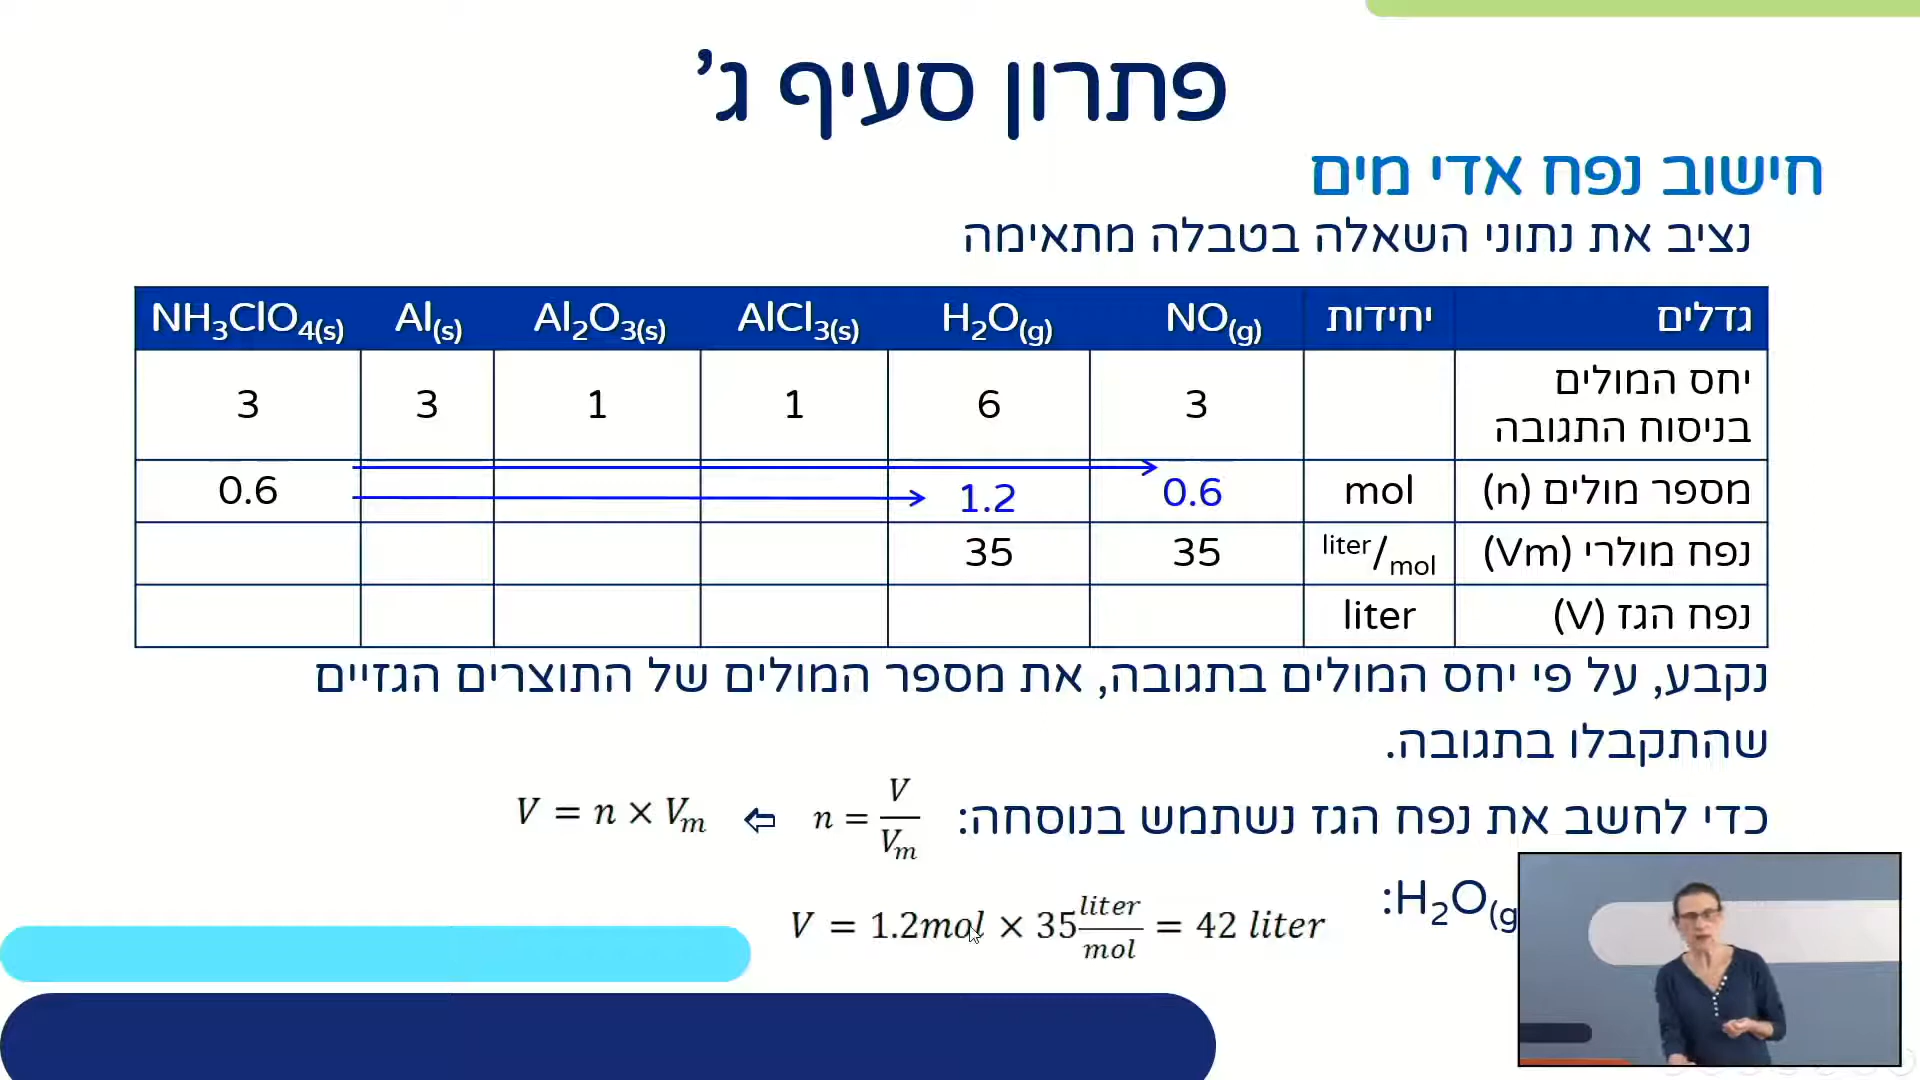 פתרון סעיף ג'
חישוב נפח אדי מים
נציב את נתוני השאלה בטבלה מתאימה
גדלים יחידות NO(g) H₂O(g) AlCl₃(s) Al₂O₃(s) Al(s) NH₃ClO₄(s)
יחס המולים
בניסוח התגובה 3 6 1 1 3 3
מספר מולים (n) mol 0.6 1.2 0.6
נפח מולרי (Vm) liter/mol 35 35
נפח הגז (V) liter
נקבע, על פי יחס המולים בתגובה, את מספר המולים של התוצרים הגזיים
שהתקבלו בתגובה.
כדי לחשב את נפח הגז נשתמש בנוסחה: n = V/Vm ⇦ V = n × Vm
H₂O(g :
V = 1.2mol × 35 liter/mol = 42 liter